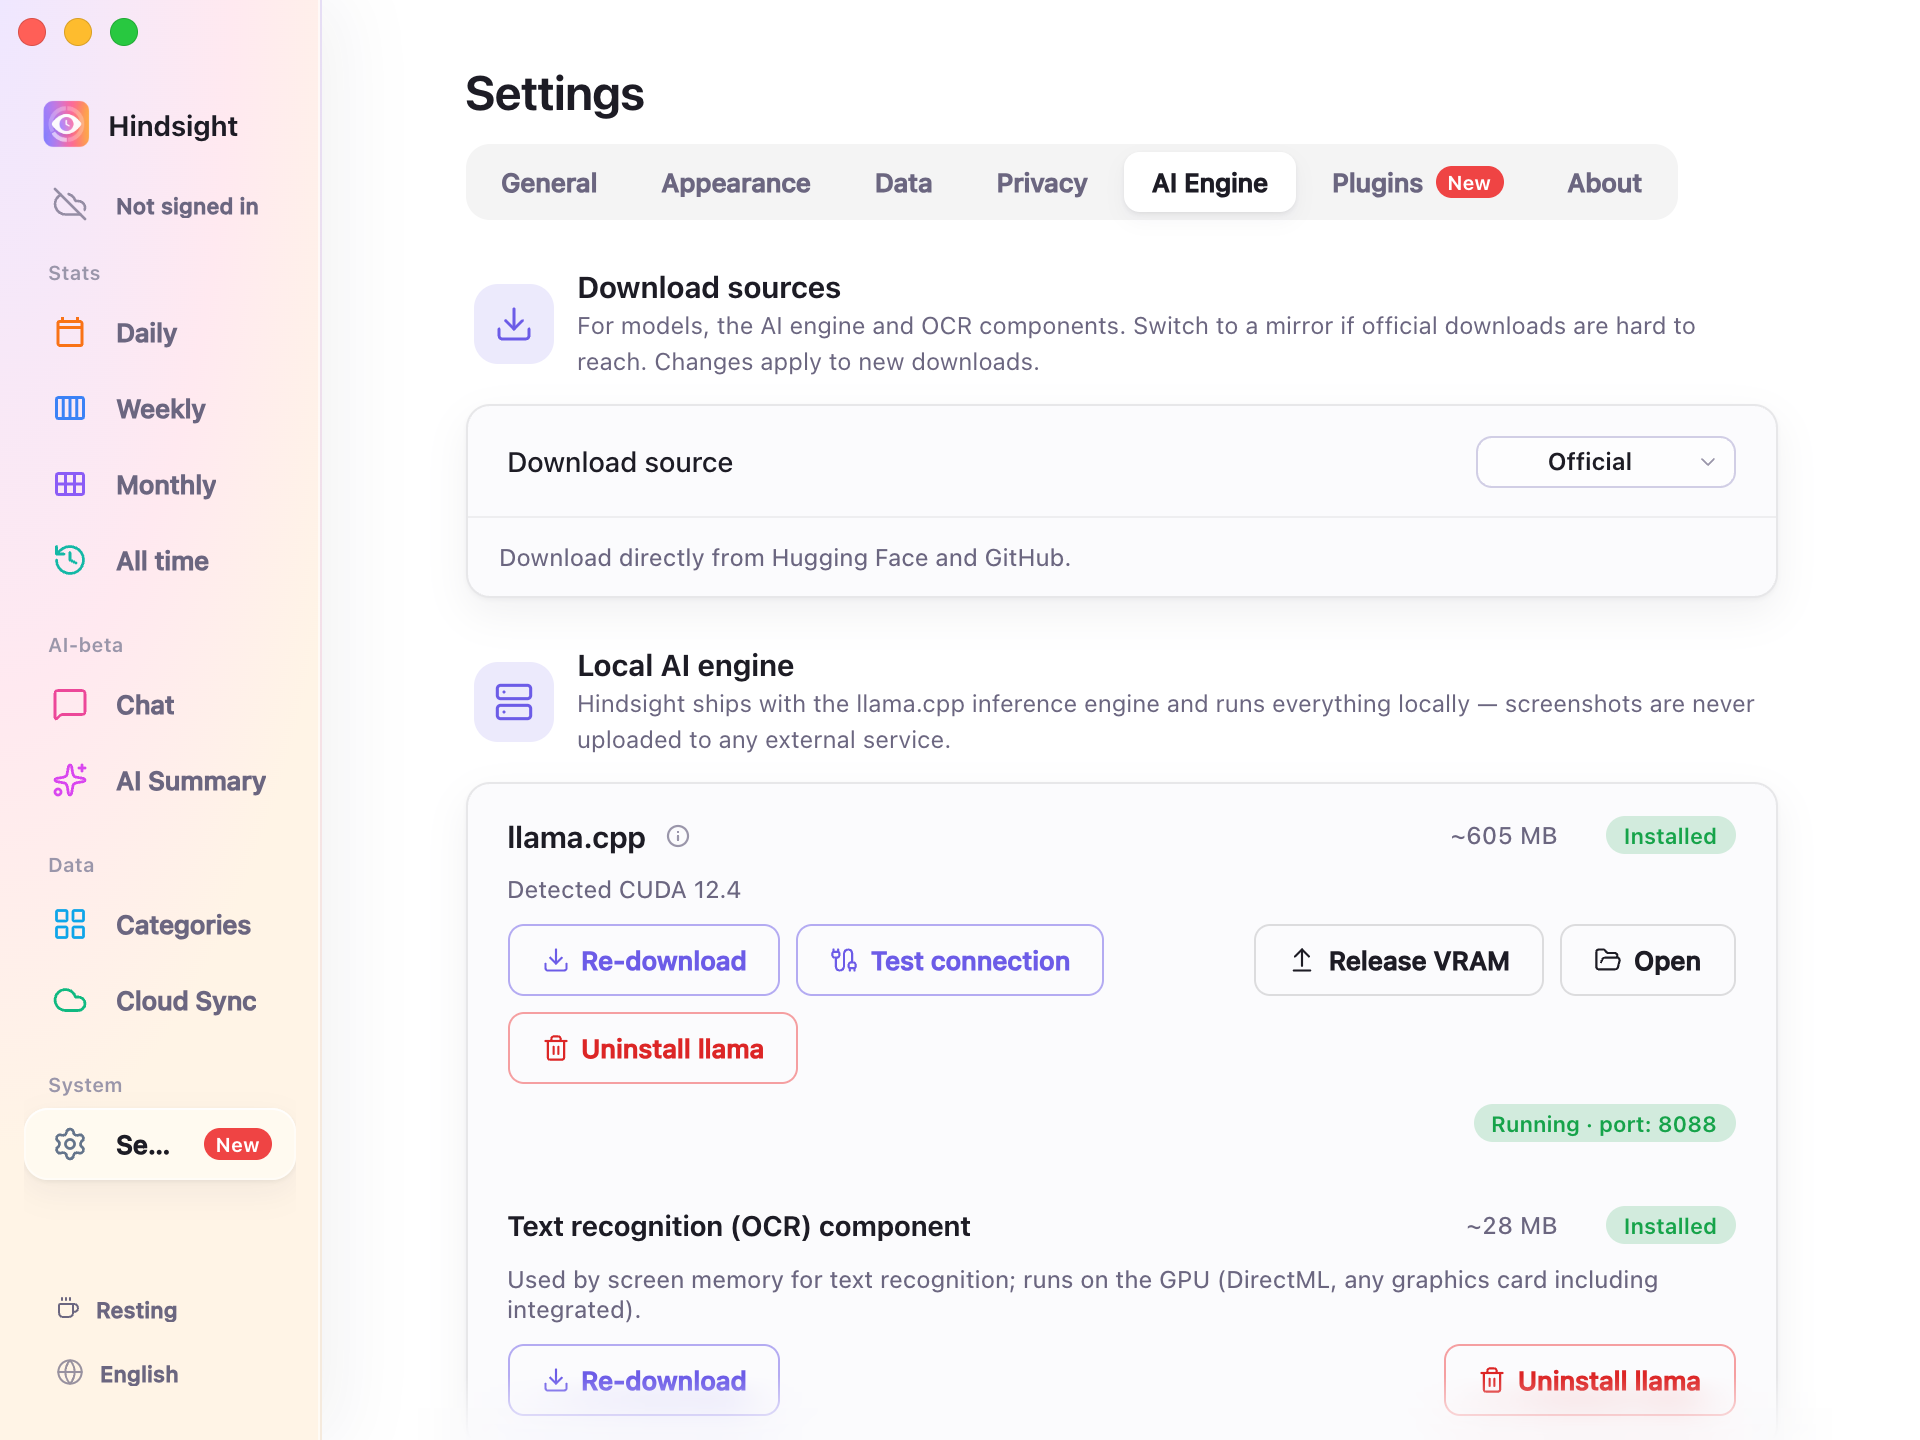 Hindsight
Not signed in
Stats
Daily
Weekly
Monthly
All time
AI-beta
Chat
AI Summary
Data
Categories
Cloud Sync
System
Se... New
Resting
English
Settings
General Appearance Data Privacy AI Engine Plugins New About
Download sources
For models, the AI engine and OCR components. Switch to a mirror if official downloads are hard to
reach. Changes apply to new downloads.
Download source Official
Download directly from Hugging Face and GitHub.
Local AI engine
Hindsight ships with the llama.cpp inference engine and runs everything locally — screenshots are never
uploaded to any external service.
llama.cpp ~605 MB Installed
Detected CUDA 12.4
Re-download Test connection Release VRAM Open
Uninstall llama
Running · port: 8088
Text recognition (OCR) component ~28 MB Installed
Used by screen memory for text recognition; runs on the GPU (DirectML, any graphics card including
integrated).
Re-download Uninstall llama